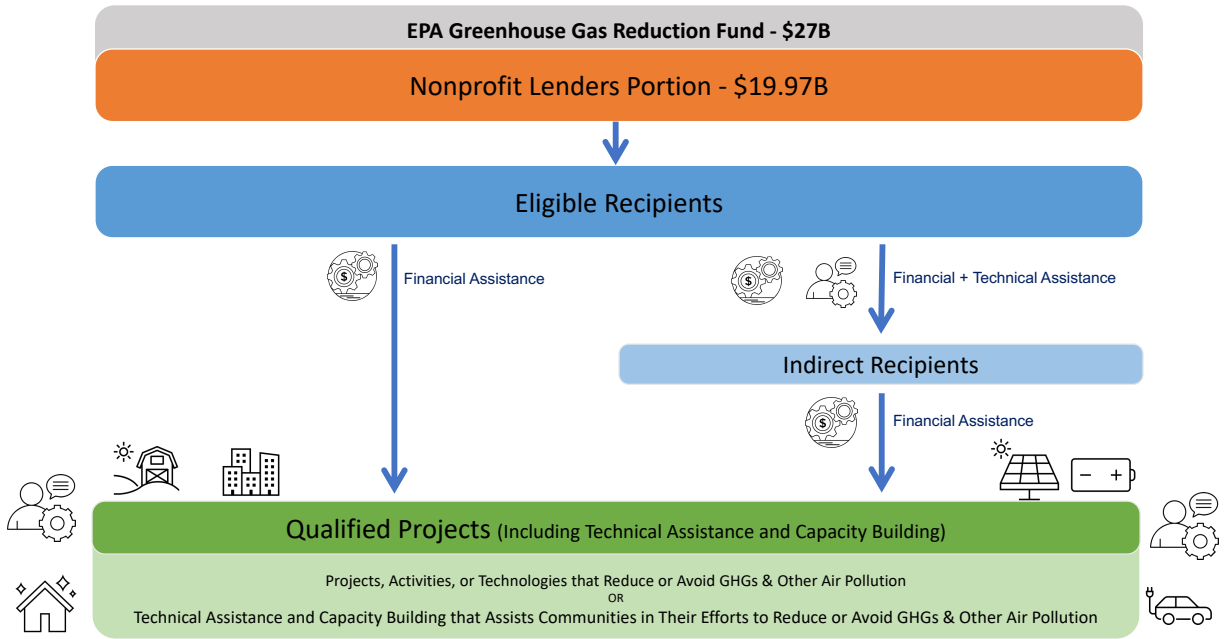 EPA Greenhouse Gas Reduction Fund - $27B
Nonprofit Lenders Portion - $19.97B
Eligible Recipients
$
Financial Assistance
$
Financial + Technical Assistance
Indirect Recipients
$
Financial Assistance
Qualified Projects (Including Technical Assistance and Capacity Building)
Projects, Activities, or Technologies that Reduce or Avoid GHGs & Other Air Pollution
OR
Technical Assistance and Capacity Building that Assists Communities in Their Efforts to Reduce or Avoid GHGs & Other Air Pollution